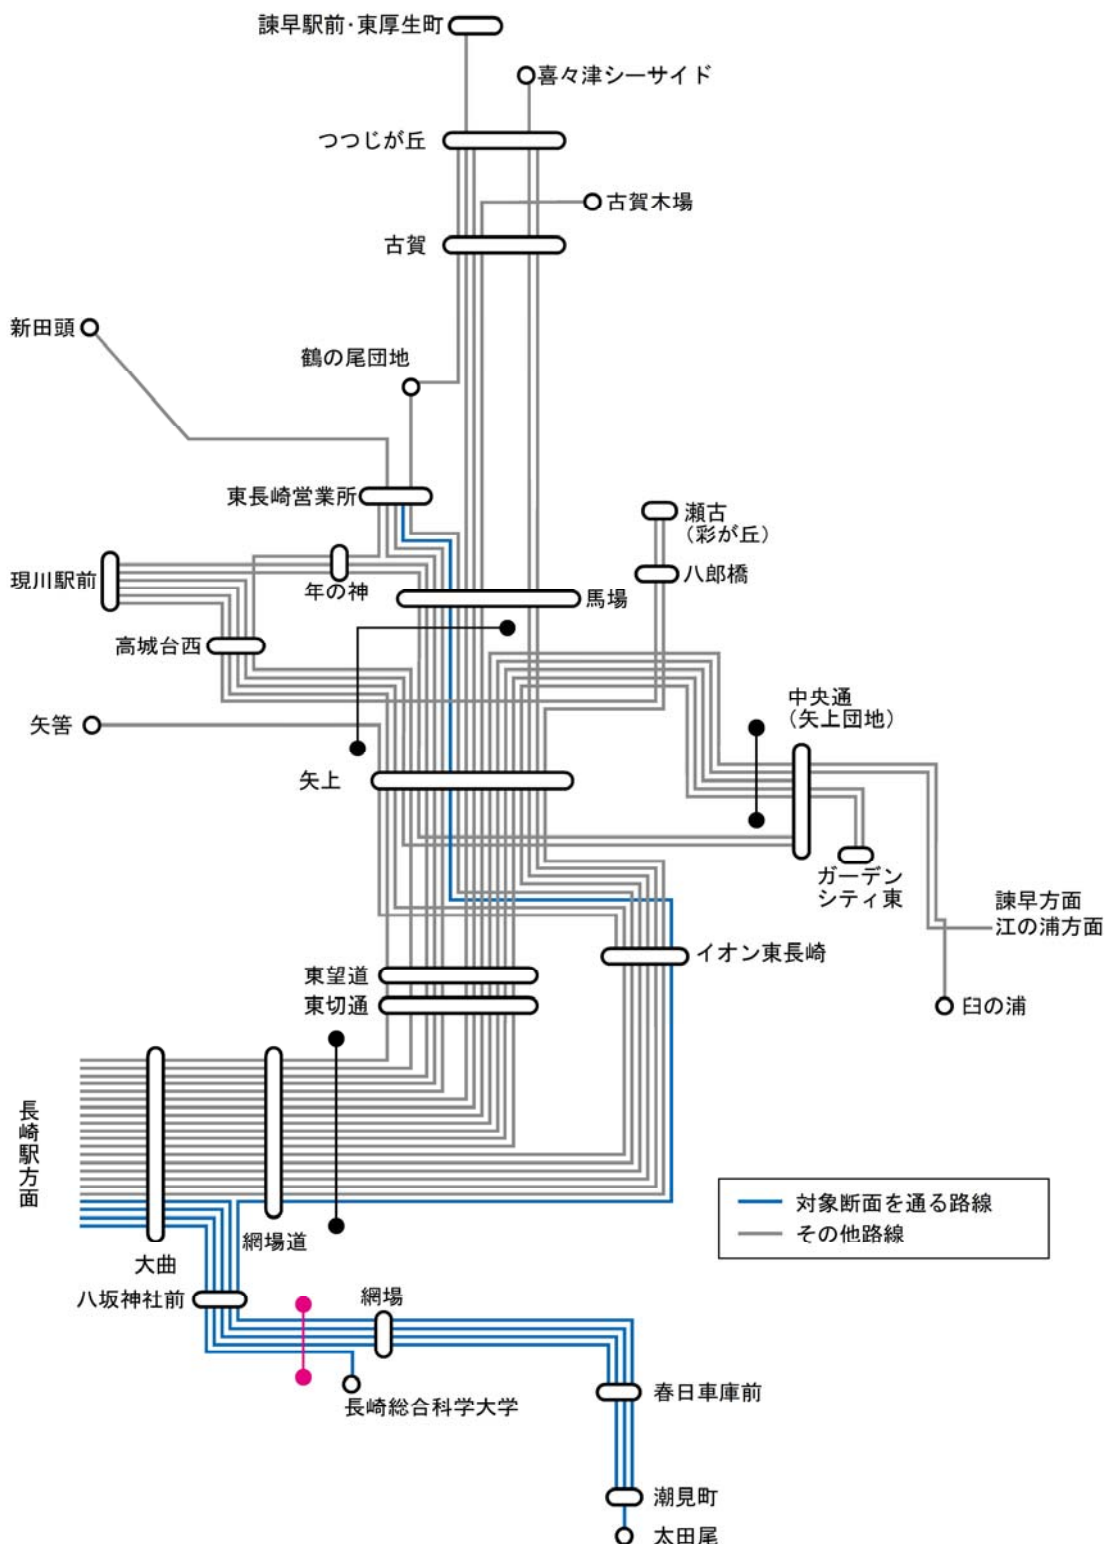 諫早駅前・東厚生町
喜々津シーサイド
つつじが丘
古賀木場
古賀
新田頭
鶴の尾団地
東長崎営業所
瀬古
（彩が丘）
現川駅前
年の神
馬場
八郎橋
高城台西
中央通
（矢上団地）
矢筈
矢上
ガーデン
シティ東
諫早方面
江の浦方面
イオン東長崎
東望道
東切通
臼の浦
長崎駅方面
対象断面を通る路線
その他路線
大曲
網場道
八坂神社前
網場
長崎総合科学大学
春日車庫前
潮見町
太田尾